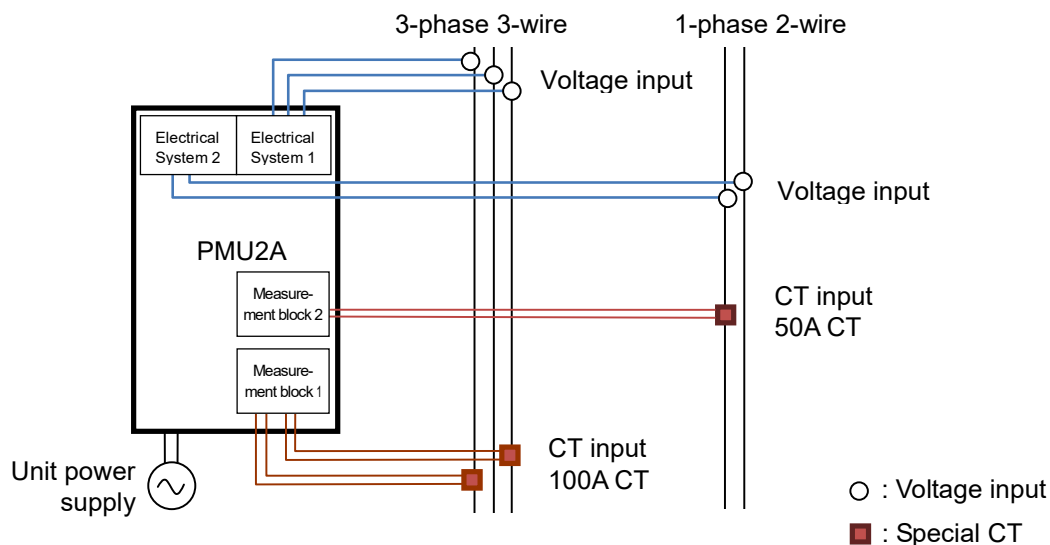 3-phase 3-wire
1-phase 2-wire
Voltage input
Electrical
System 2
Electrical
System 1
Voltage input
PMU2A
Measure-
ment block 2
CT input
50A CT
Measure-
ment block 1
CT input
100A CT
Unit power
supply
: Voltage input
: Special CT